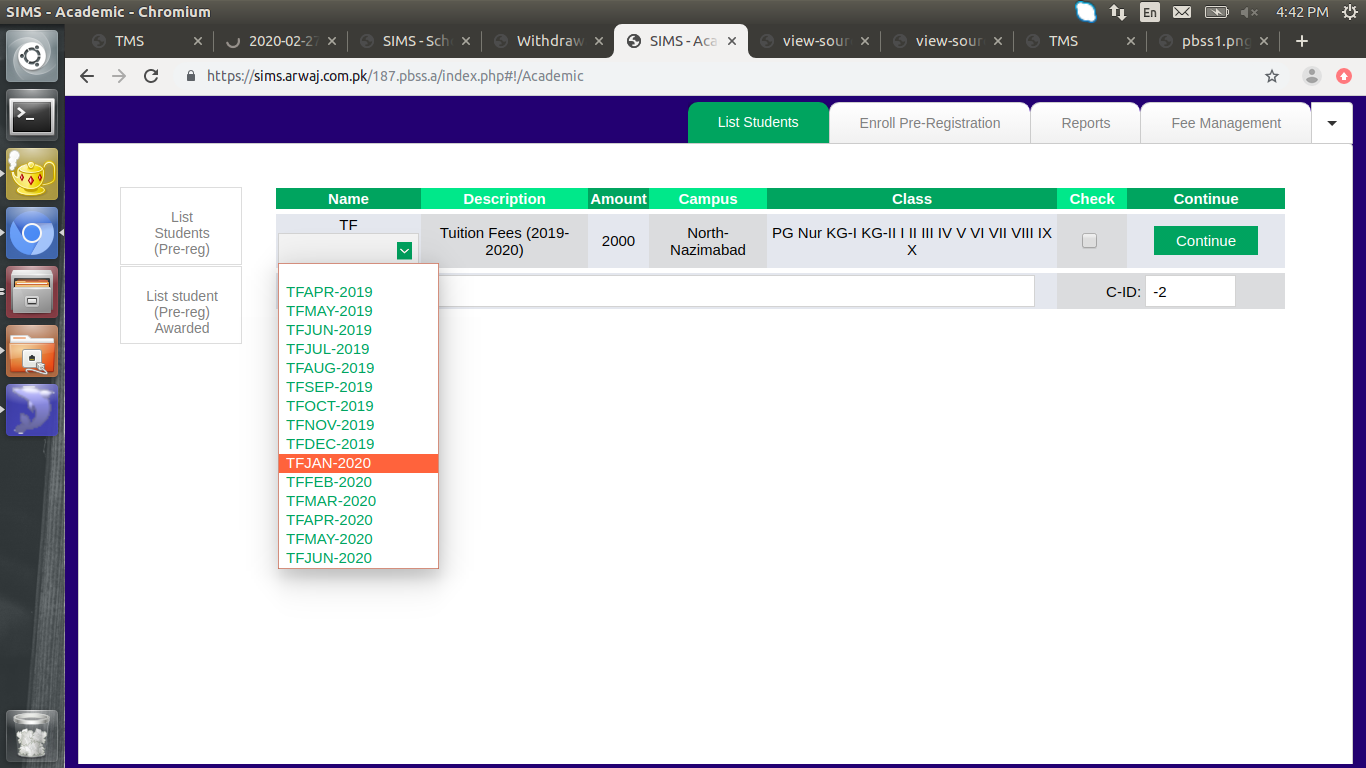 SIMS - Academic - Chromium
En
4:42 PM
TMS
2020-02-27
SIMS - Sch
Withdraw
SIMS - Aca
view-sour
view-sour
TMS
pbss1.png
https://sims.arwaj.com.pk/187.pbss.a/index.php#!/Academic
List Students
Enroll Pre-Registration
Reports
Fee Management
List
Students
(Pre-reg)
List student
(Pre-reg)
Awarded
Name
Description
Amount
Campus
Class
Check
Continue
TF
Tuition Fees (2019-
2020)
2000
North-
Nazimabad
PG Nur KG-I KG-II I II III IV V VI VII VIII IX
X
Continue
C-ID:
-2
TFAPR-2019
TFMAY-2019
TFJUN-2019
TFJUL-2019
TFAUG-2019
TFSEP-2019
TFOCT-2019
TFNOV-2019
TFDEC-2019
TFJAN-2020
TFFEB-2020
TFMAR-2020
TFAPR-2020
TFMAY-2020
TFJUN-2020